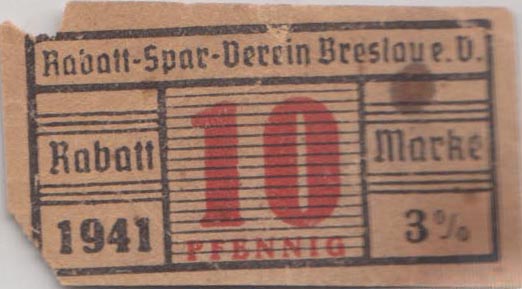 Rabatt-Spar-Verein Breslau e.V.
Rabatt
10
Marke
1941
PFENNIG
3%